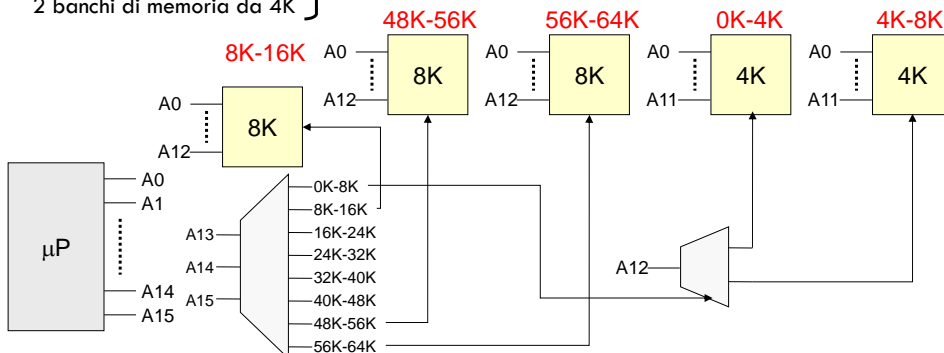 2 banchi di memoria da 4K
48K-56K
56K-64K
0K-4K
4K-8K
8K-16K
A0
A12
8K
A0
A12
8K
A0
A11
4K
A0
A11
4K
A0
A12
8K
μP
A0
A1
A14
A15
A13
A14
A15
0K-8K
8K-16K
16K-24K
24K-32K
32K-40K
40K-48K
48K-56K
56K-64K
A12